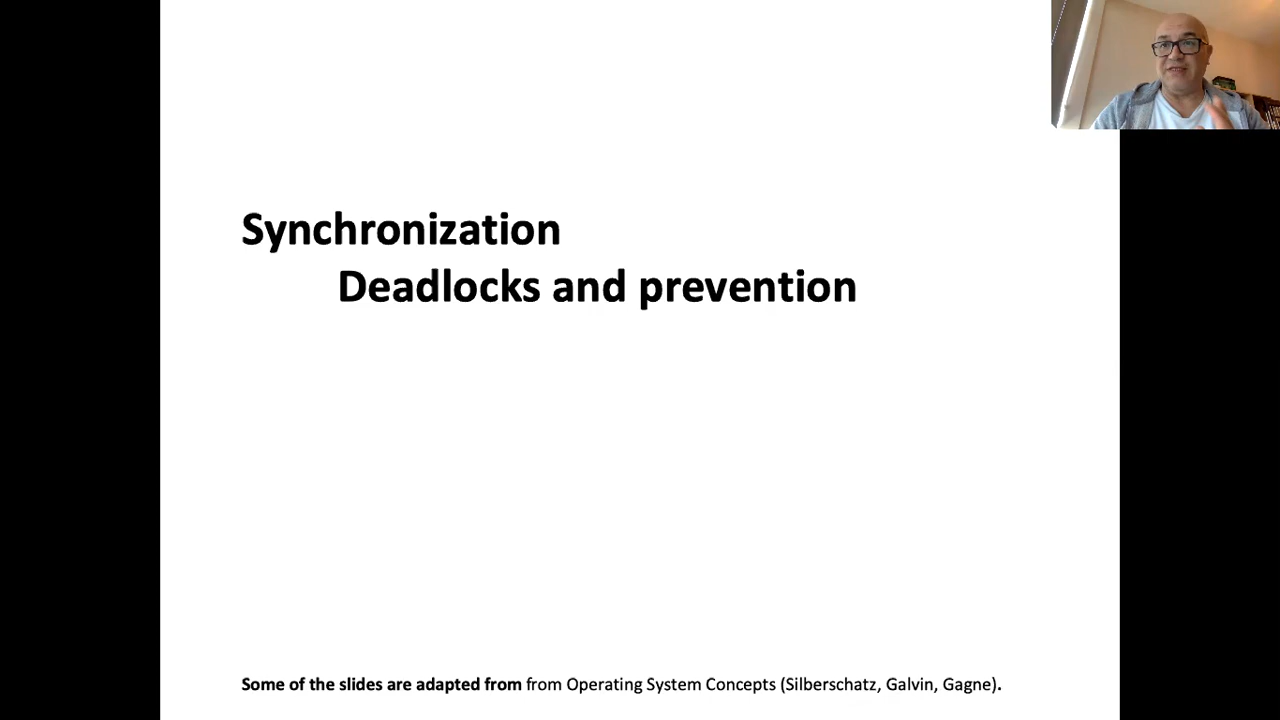 Synchronization
Deadlocks and prevention
Some of the slides are adapted from from Operating System Concepts (Silberschatz, Galvin, Gagne).